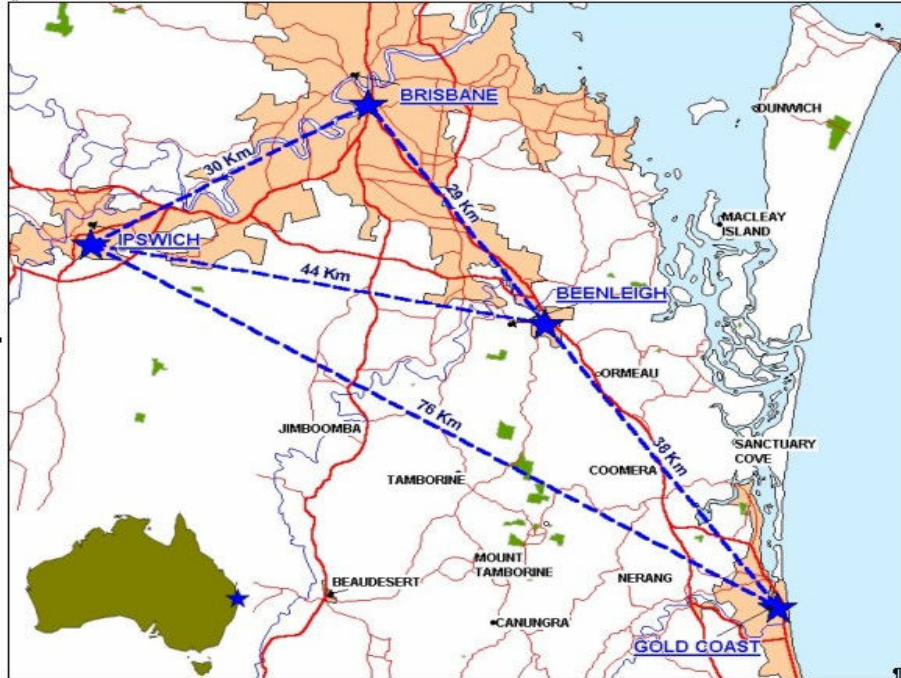 BRISBANE
DUNWICH
30 Km
29 Km
MACLEAY
ISLAND
IPSWICH
44 Km
BEENLEIGH
ORMEAU
76 Km
JIMBOOMBA
38 Km
SANCTUARY
COVE
TAMBORINE
COOMERA
MOUNT
TAMBORINE
BEAUDESERT
NERANG
CANUNGRA
GOLD COAST
¶